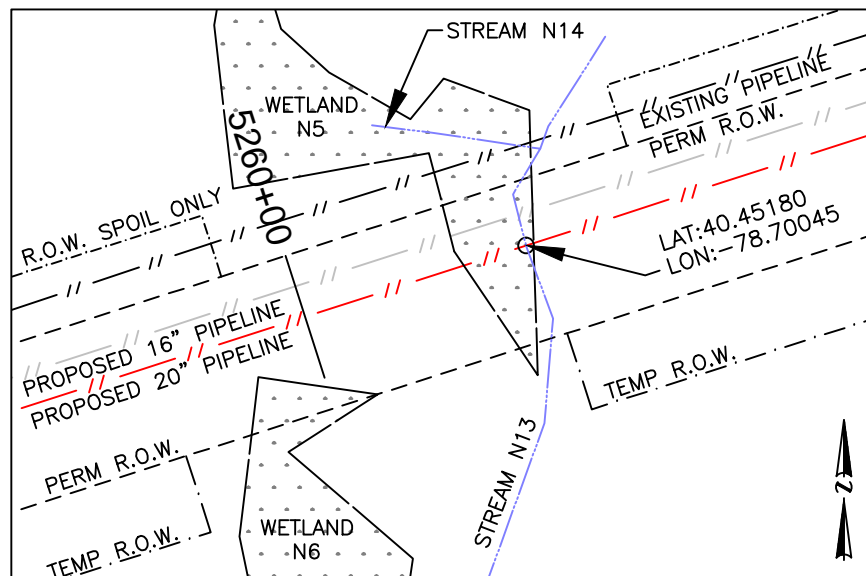 STREAM N14
WETLAND
N5
EXISTING PIPELINE
PERM R.O.W.
5260+00
R.O.W. SPOIL ONLY
LAT:40.45180
LON:-78.70045
PROPOSED 16" PIPELINE
PROPOSED 20" PIPELINE
TEMP R.O.W.
PERM R.O.W.
STREAM N13
WETLAND
N6
TEMP R.O.W.
N